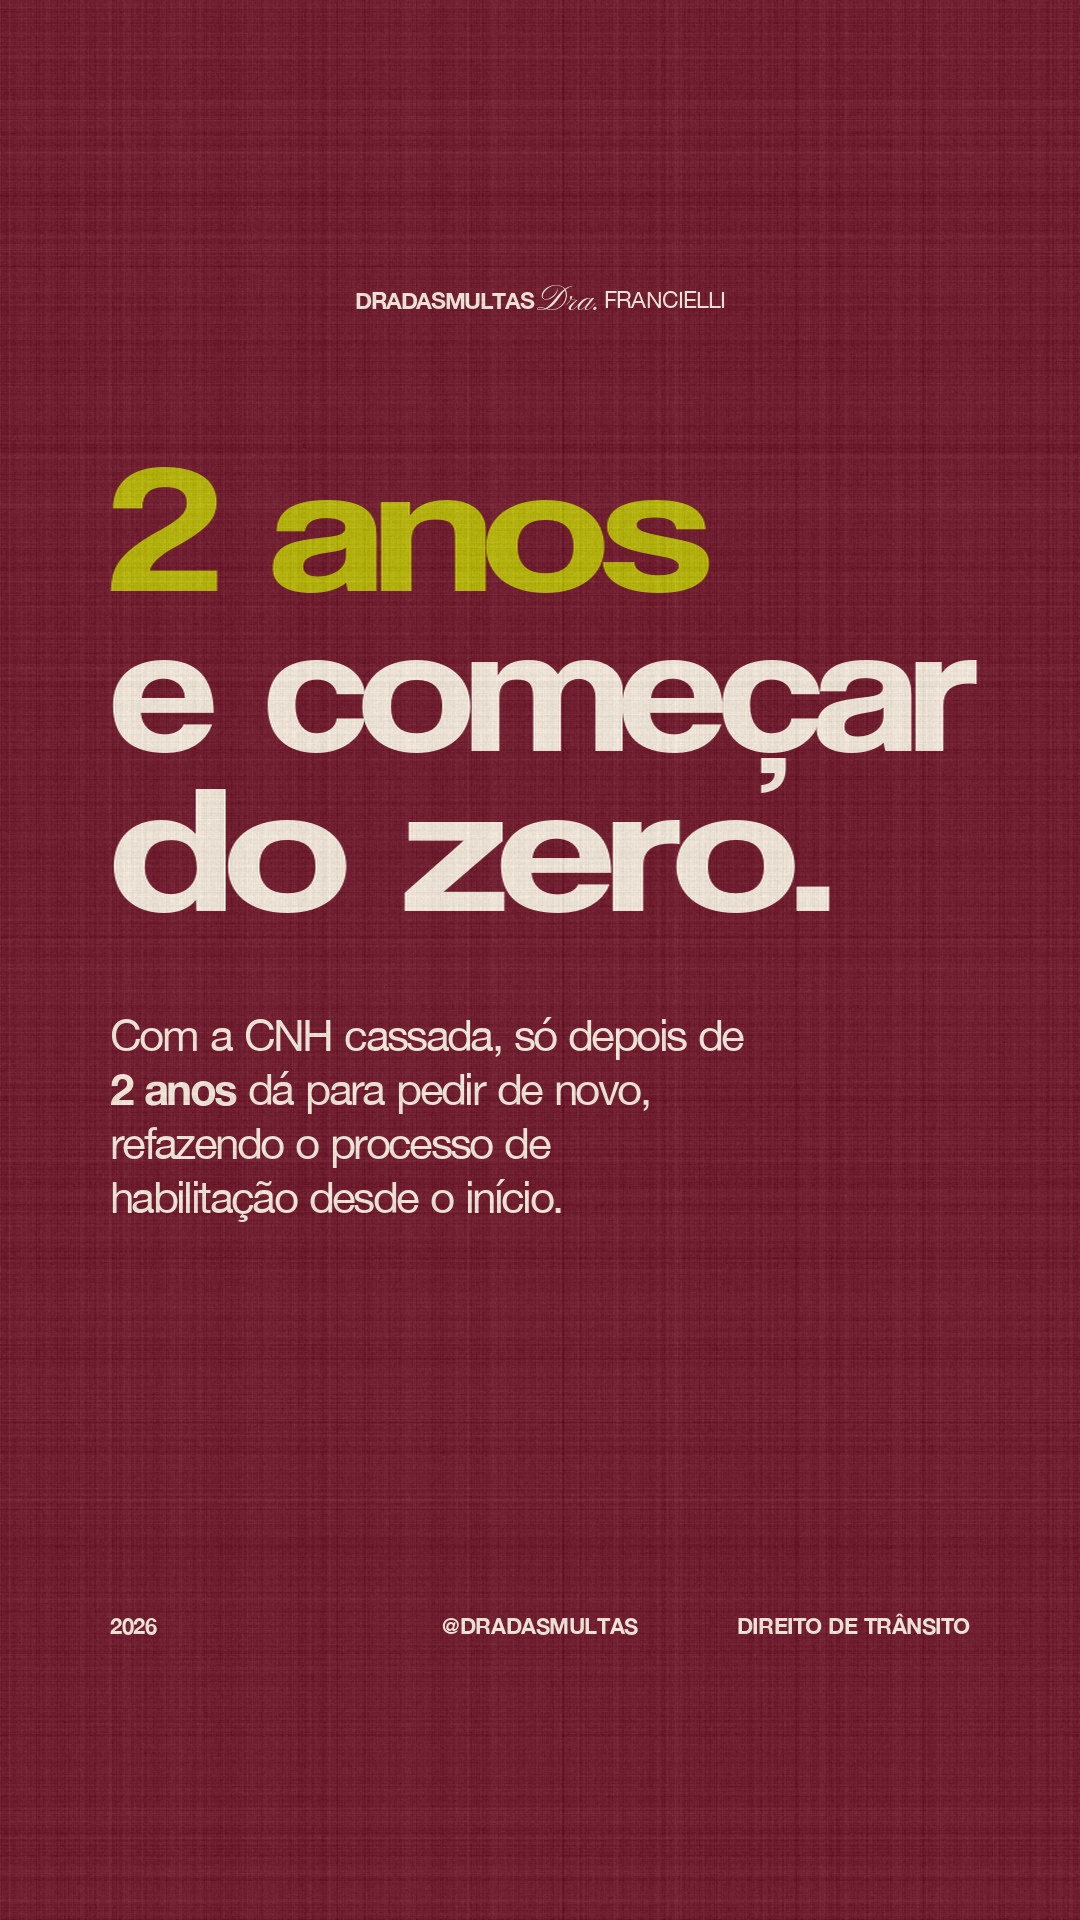 DRADASMULTAS Dra. FRANCIELLI
2 anos
e começar
do zero.
Com a CNH cassada, só depois de
2 anos dá para pedir de novo,
refazendo o processo de
habilitação desde o início.
2026 @DRADASMULTAS DIREITO DE TRÂNSITO